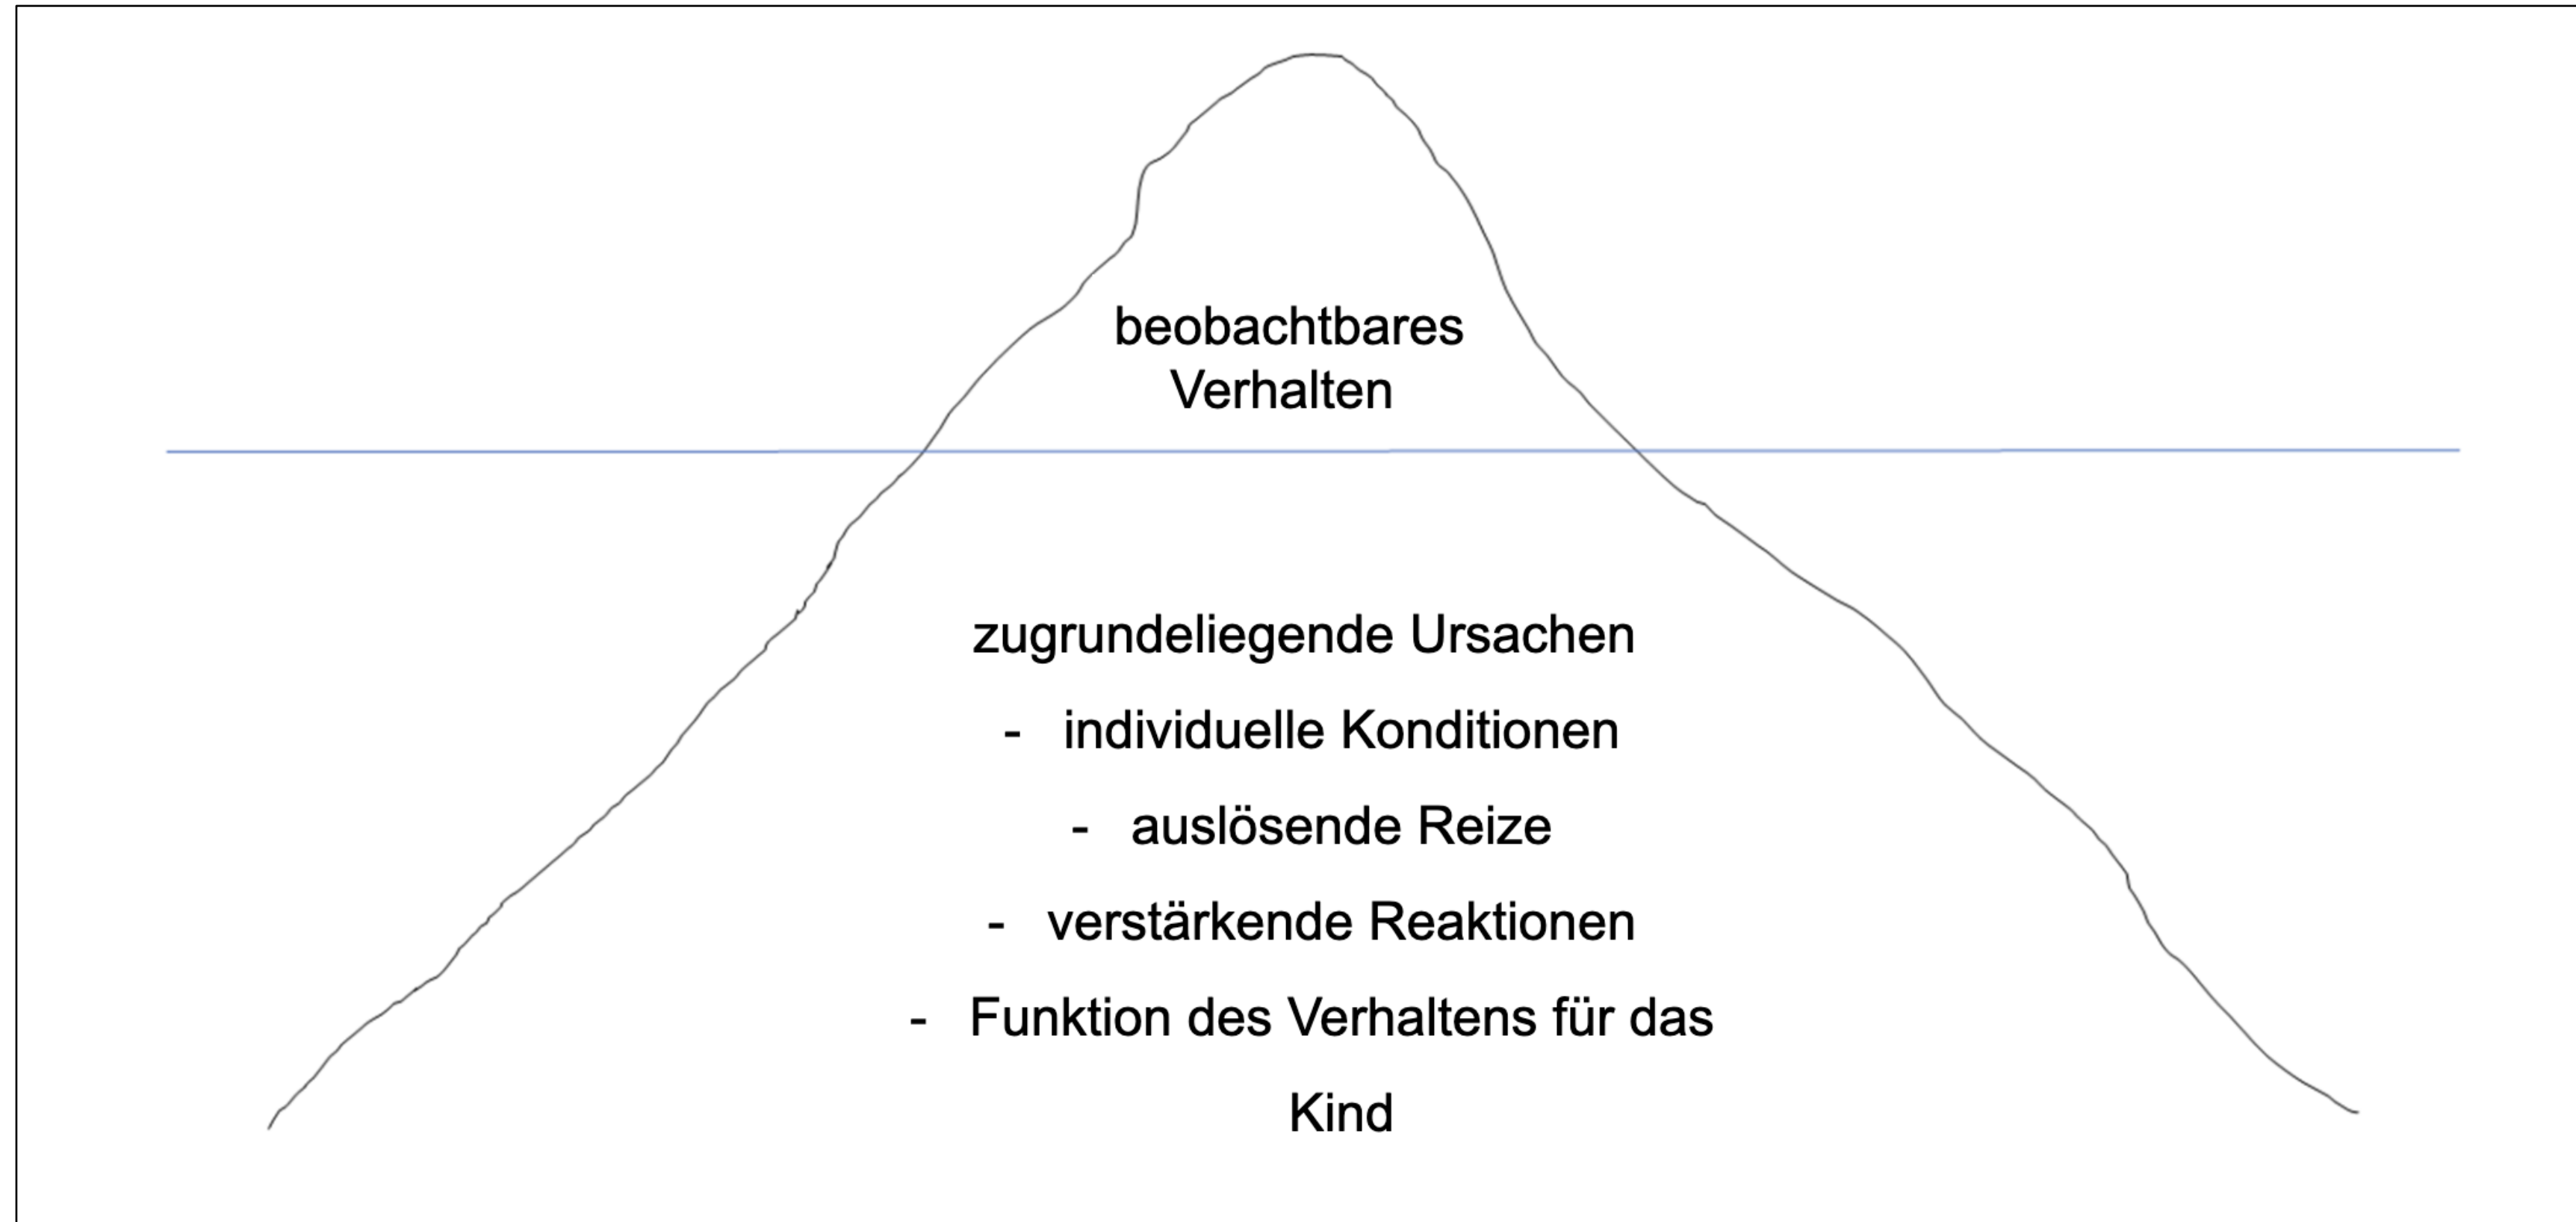 beobachtbares
Verhalten
zugrundeliegende Ursachen
- individuelle Konditionen
- auslösende Reize
- verstärkende Reaktionen
- Funktion des Verhaltens für das
Kind